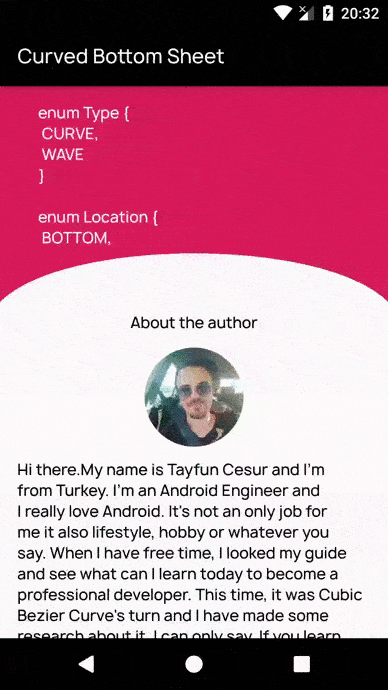 20:32
Curved Bottom Sheet
enum Type {
CURVE,
WAVE
}
enum Location {
BOTTOM,
About the author
Hi there.My name is Tayfun Cesur and I'm
from Turkey. I'm an Android Engineer and
I really love Android. It's not an only job for
me it also lifestyle, hobby or whatever you
say. When I have free time, I looked my guide
and see what can I learn today to become a
professional developer. This time, it was Cubic
Bezier Curve's turn and I have made some
research about it. I can only say, If you learn